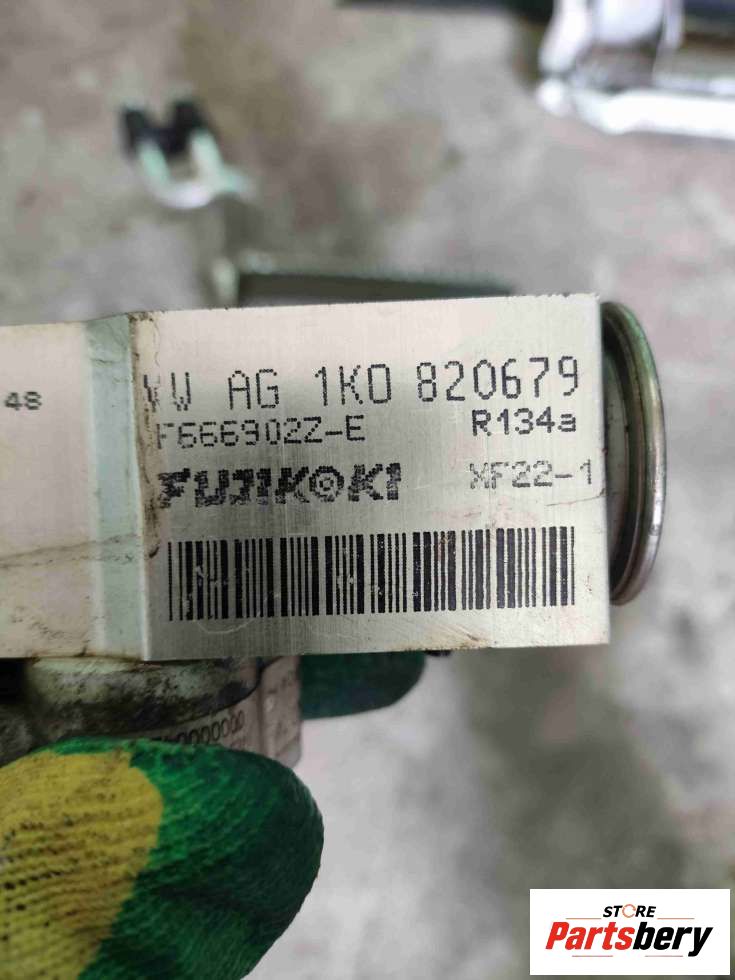 48
VW AG 1K0 820679
F666902Z-E R134a
FUJIKOKI XF22-1
STORE
Partsbery